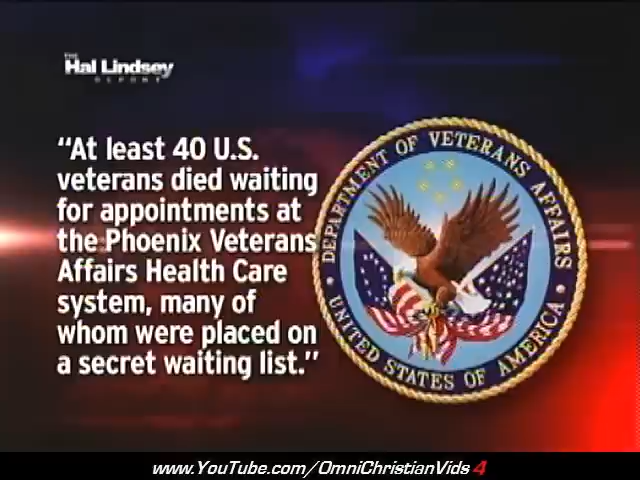 THE
Hal Lindsey
REPORT
“At least 40 U.S.
veterans died waiting
for appointments at
the Phoenix Veterans
Affairs Health Care
system, many of
whom were placed on
a secret waiting list.”
DEPARTMENT OF VETERANS AFFAIRS
UNITED STATES OF AMERICA
www.YouTube.com/OmniChristianVids4